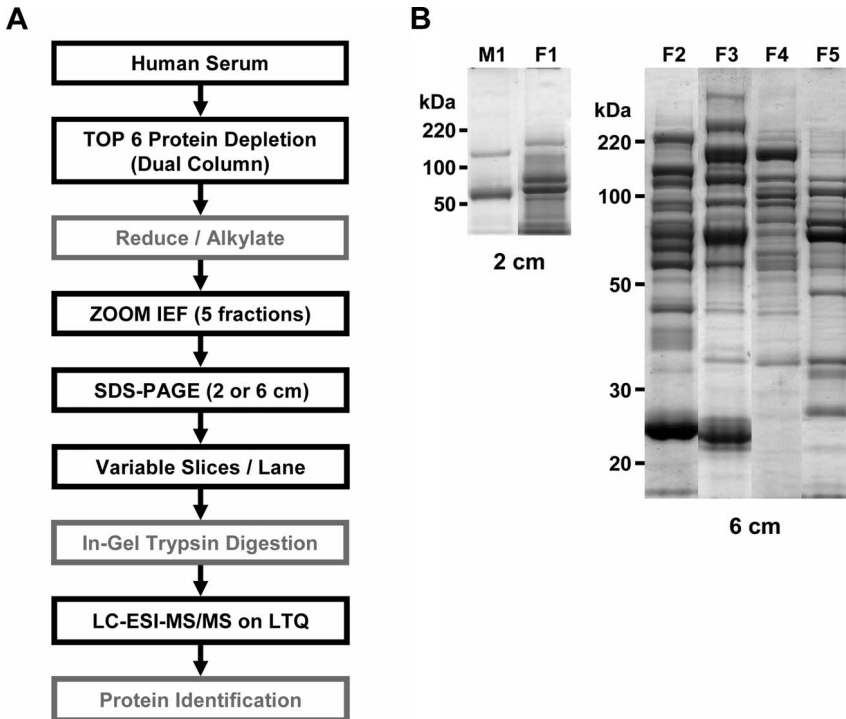 A
Human Serum
TOP 6 Protein Depletion
(Dual Column)
Reduce / Alkylate
ZOOM IEF (5 fractions)
SDS-PAGE (2 or 6 cm)
Variable Slices / Lane
In-Gel Trypsin Digestion
LC-ESI-MS/MS on LTQ
Protein Identification
B
M1 F1
kDa
220
100
50
2 cm
F2 F3 F4 F5
kDa
220
100
50
30
20
6 cm